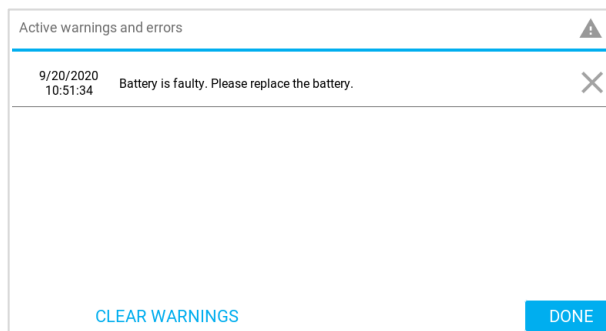 Active warnings and errors
9/20/2020
10:51:34
Battery is faulty. Please replace the battery.
CLEAR WARNINGS
DONE